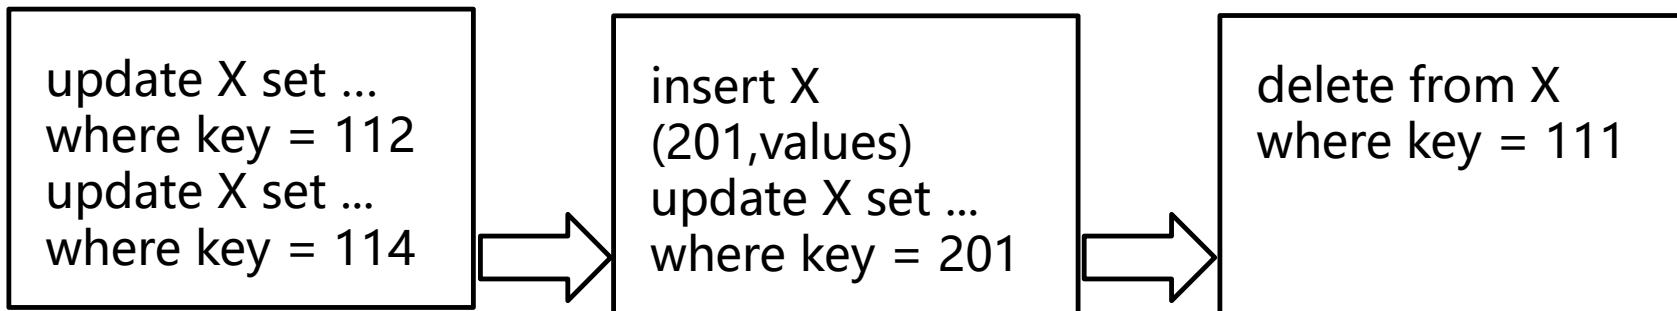 update X set ...
where key = 112
update X set ...
where key = 114
insert X
(201,values)
update X set ...
where key = 201
delete from X
where key = 111